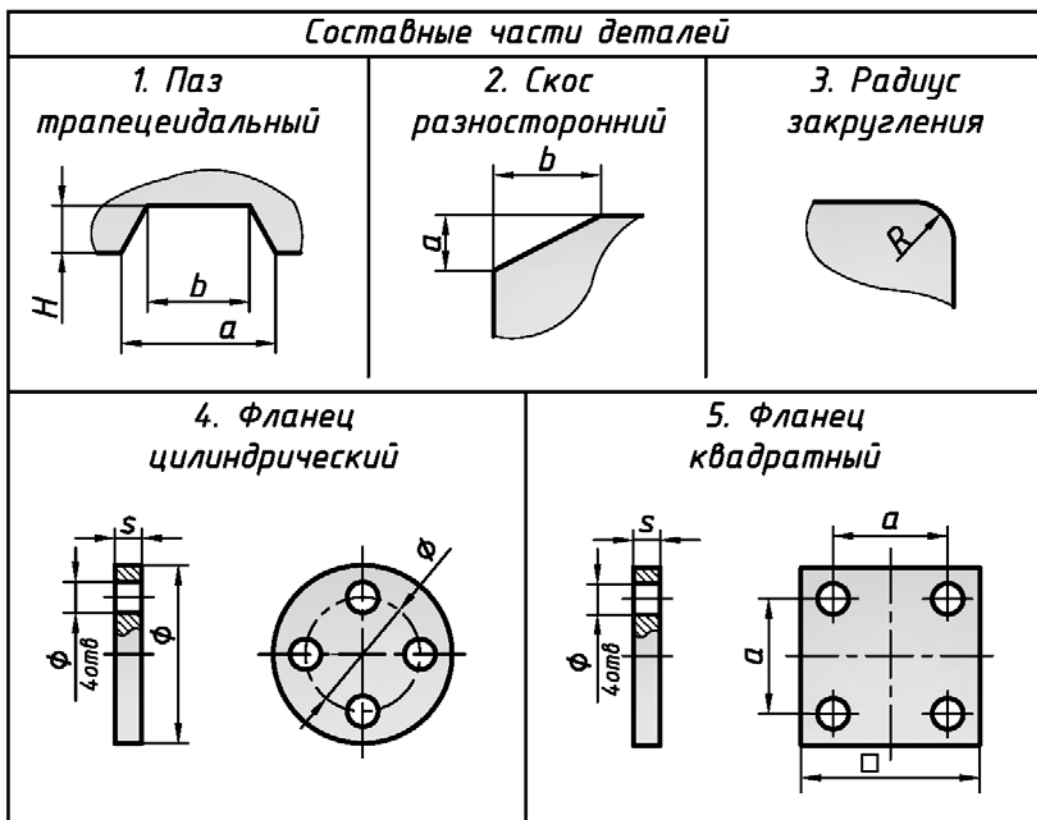 Составные части деталей
1. Паз
трапецеидальный
2. Скос
разносторонний
3. Радиус
закругления
H
b
a
b
a
R
4. Фланец
цилиндрический
5. Фланец
квадратный
s
ϕ
4отв
ϕ
ϕ
s
ϕ
4отв
a
a
□